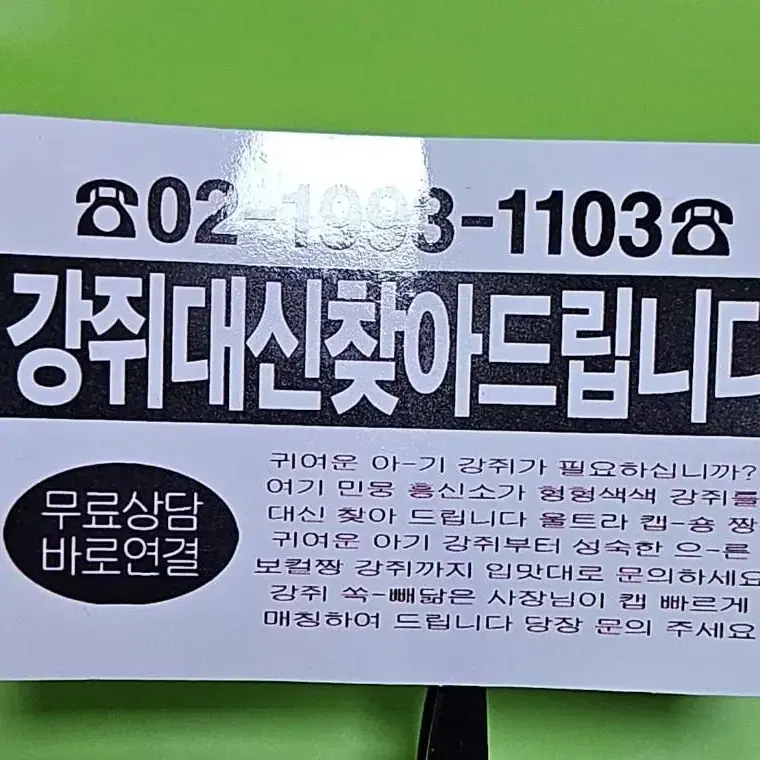 ☎02-1993-1103☎
강쥐대신찾아드립니다
무료상담
바로연결
귀여운 아-기 강쥐가 필요하십니까?
여기 민뭉 흥신소가 형형색색 강쥐를
대신 찾아 드립니다 울트라 캡-숑 짱
귀여운 아기 강쥐부터 성숙한 으-른
보컬짱 강쥐까지 입맛대로 문의하세요
강쥐 쏙-빼닮은 사장님이 캡 빠르게
매칭하여 드립니다 당장 문의 주세요